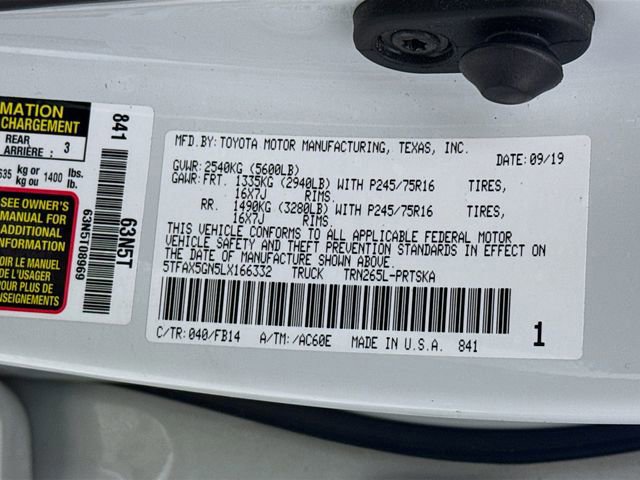 MATION
CHARGEMENT
REAR
ARRIÈRE : 3
635 kg or 1400 lbs.
kg ou lb.
SEE OWNER'S
MANUAL FOR
ADDITIONAL
INFORMATION
VOIR LE MANUEL
DE L'USAGER
POUR PLUS DE
RENSEIGNEMENTS
841
63N5T
63N5T08969
MFD.BY: TOYOTA MOTOR MANUFACTURING, TEXAS, INC.
DATE: 09/19
GVWR: 2540KG (5600LB)
GAWR: FRT. 1335KG (2940LB) WITH P245/75R16 TIRES,
16X7J RIMS.
RR. 1490KG (3280LB) WITH P245/75R16 TIRES,
16X7J RIMS.
THIS VEHICLE CONFORMS TO ALL APPLICABLE FEDERAL MOTOR
VEHICLE SAFETY AND THEFT PREVENTION STANDARDS IN EFFECT ON
THE DATE OF MANUFACTURE SHOWN ABOVE.
5TFAX5GN5LX166332 TRUCK TRN265L-PRTSKA
C/TR: 040/FB14 A/TM: /AC60E MADE IN U.S.A. 841 1